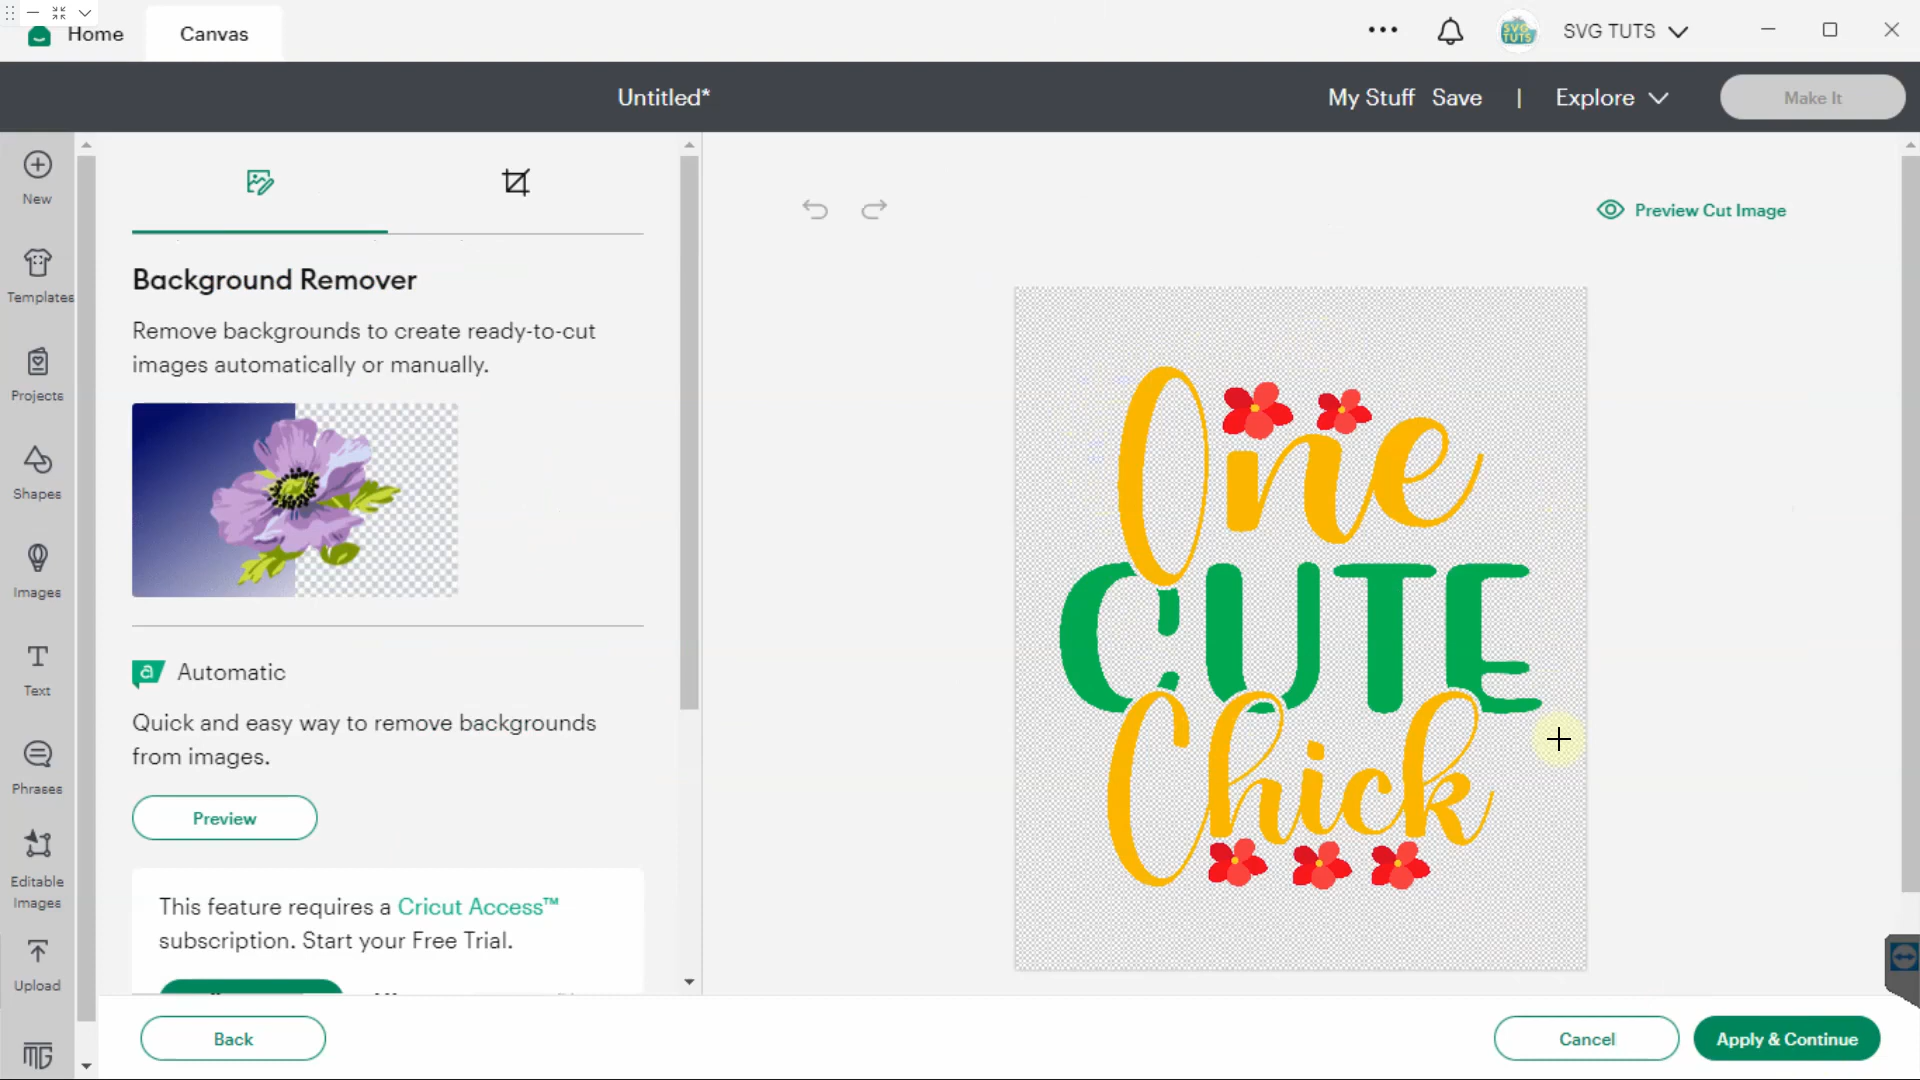 Home
Canvas
SVG TUTS
SVG TUTS
Untitled*
My Stuff
Save
|
Explore
Make It
New
Templates
Projects
Shapes
Images
Text
Phrases
Editable
Images
Upload
MG
Background Remover
Remove backgrounds to create ready-to-cut
images automatically or manually.
a Automatic
Quick and easy way to remove backgrounds
from images.
Preview
This feature requires a Cricut Access™
subscription. Start your Free Trial.
Back
Preview Cut Image
One
CUTE
Chick
Cancel
Apply & Continue